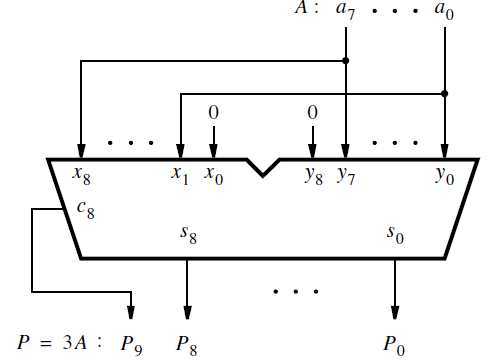 A : a₇ · · · a₀
0 0
· · · · · ·
x₈ x₁ x₀ y₈ y₇ y₀
c₈
s₈ s₀
· · ·
P = 3A : P₉ P₈ P₀